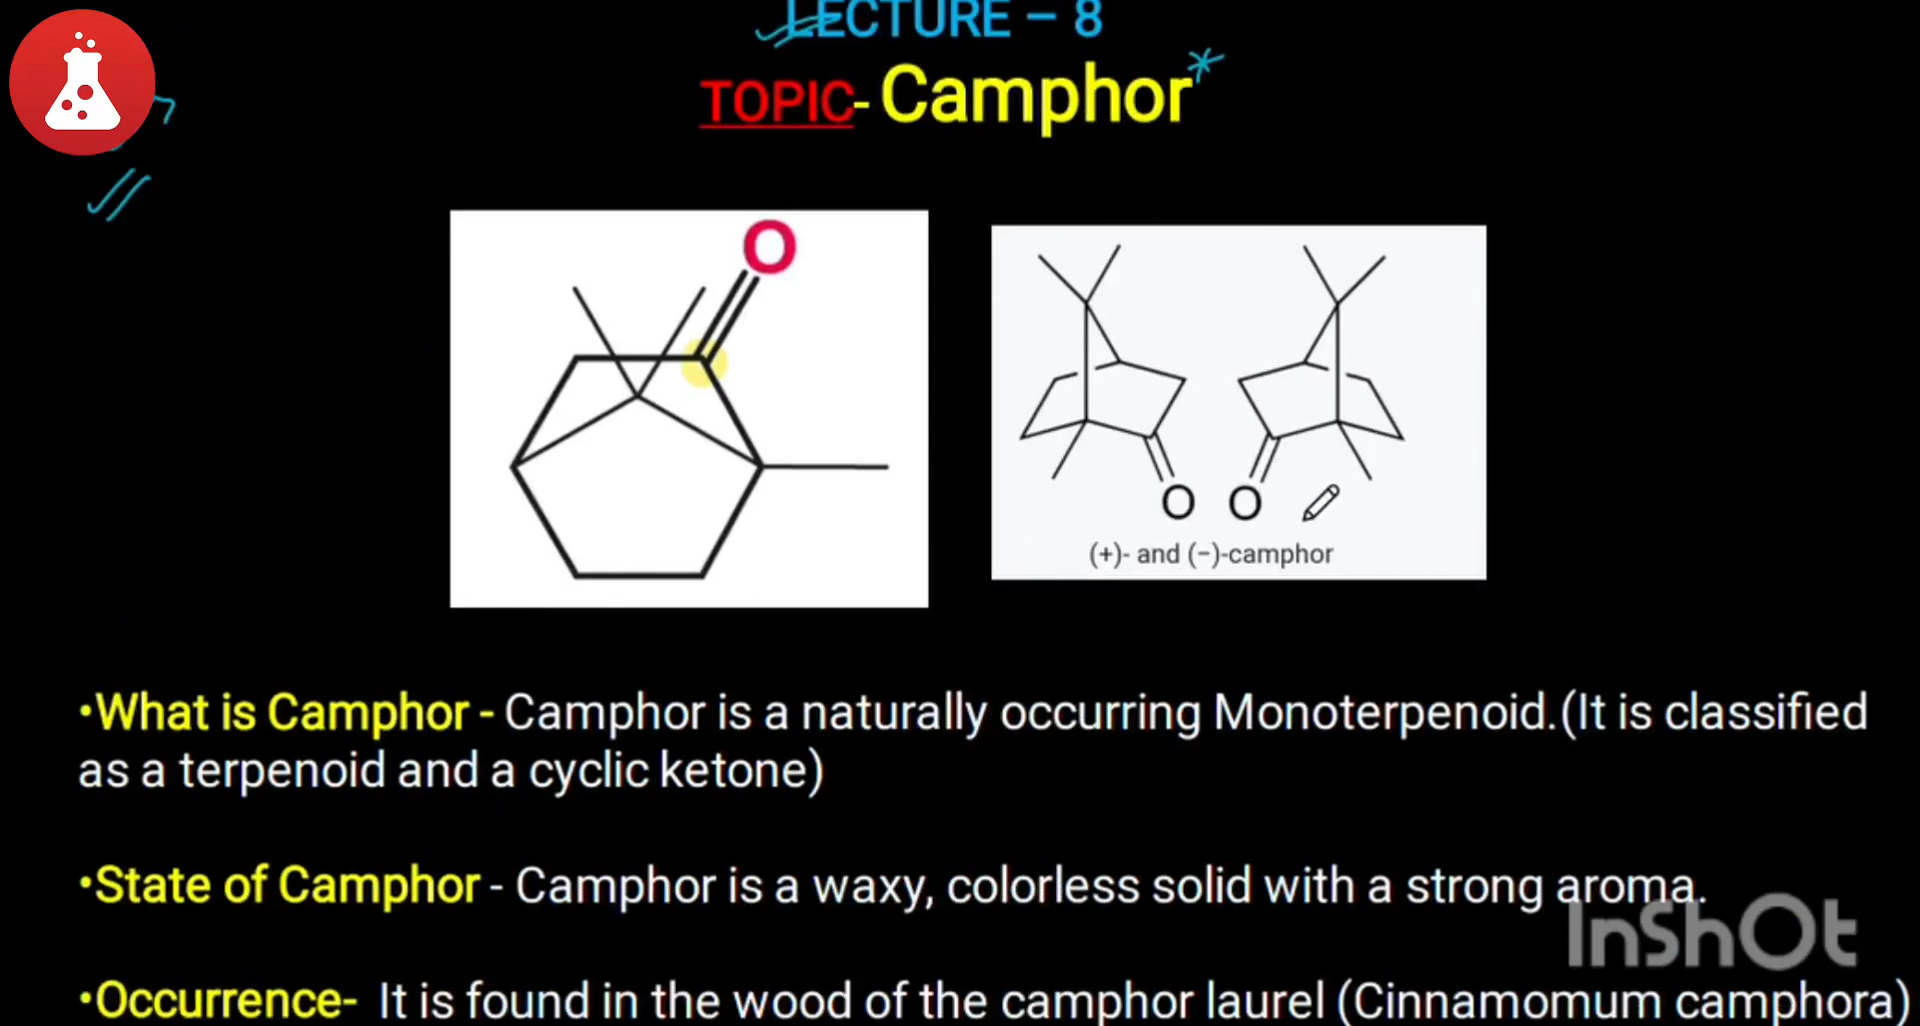 LECTURE – 8
TOPIC- Camphor*
O
O O
(+)- and (−)-camphor
•What is Camphor - Camphor is a naturally occurring Monoterpenoid.(It is classified
as a terpenoid and a cyclic ketone)
•State of Camphor - Camphor is a waxy, colorless solid with a strong aroma.
InShOt
•Occurrence- It is found in the wood of the camphor laurel (Cinnamomum camphora)